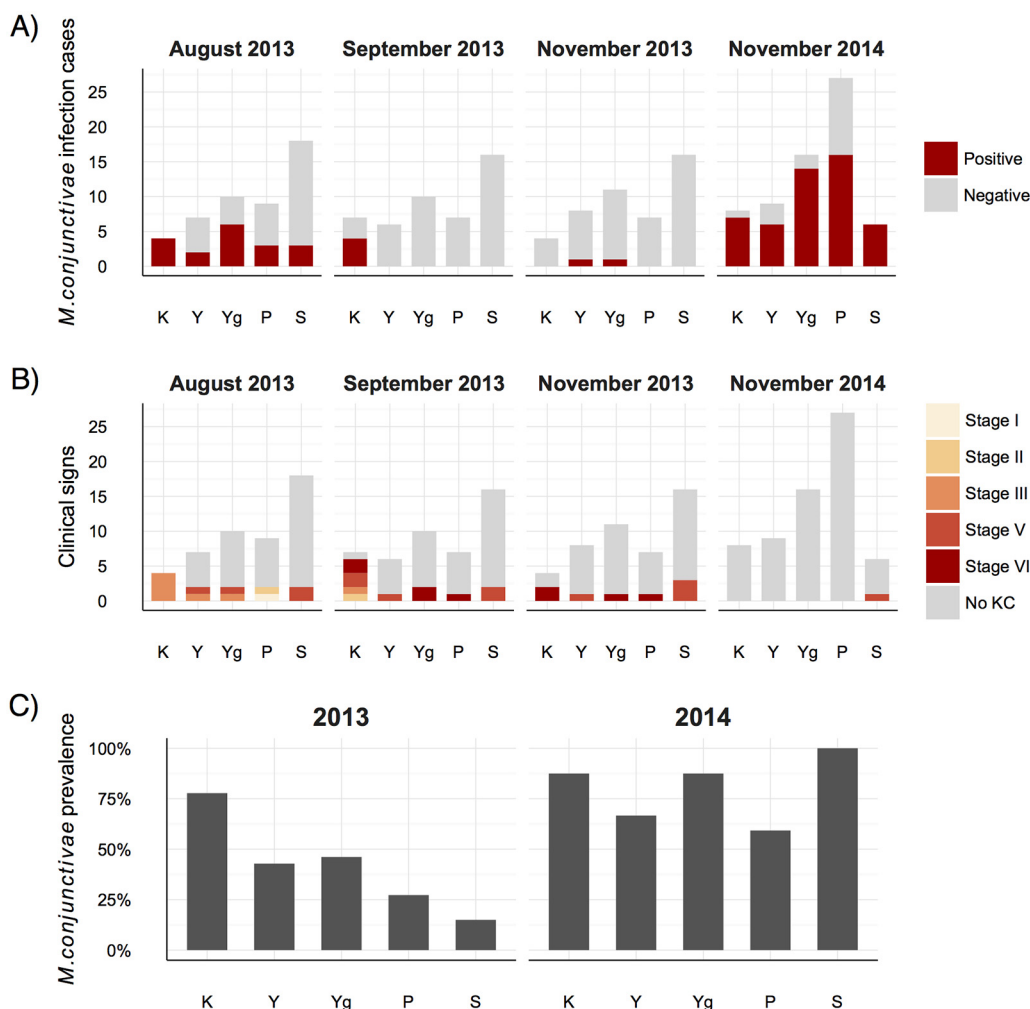 A)
August 2013 September 2013 November 2013 November 2014
M.conjunctivae infection cases
25
20
15
10
5
0
K Y Yg P S K Y Yg P S K Y Yg P S K Y Yg P S
Positive
Negative
B)
August 2013 September 2013 November 2013 November 2014
Clinical signs
25
20
15
10
5
0
K Y Yg P S K Y Yg P S K Y Yg P S K Y Yg P S
Stage I
Stage II
Stage III
Stage V
Stage VI
No KC
C)
2013 2014
M.conjunctivae prevalence
100%
75%
50%
25%
0%
K Y Yg P S K Y Yg P S